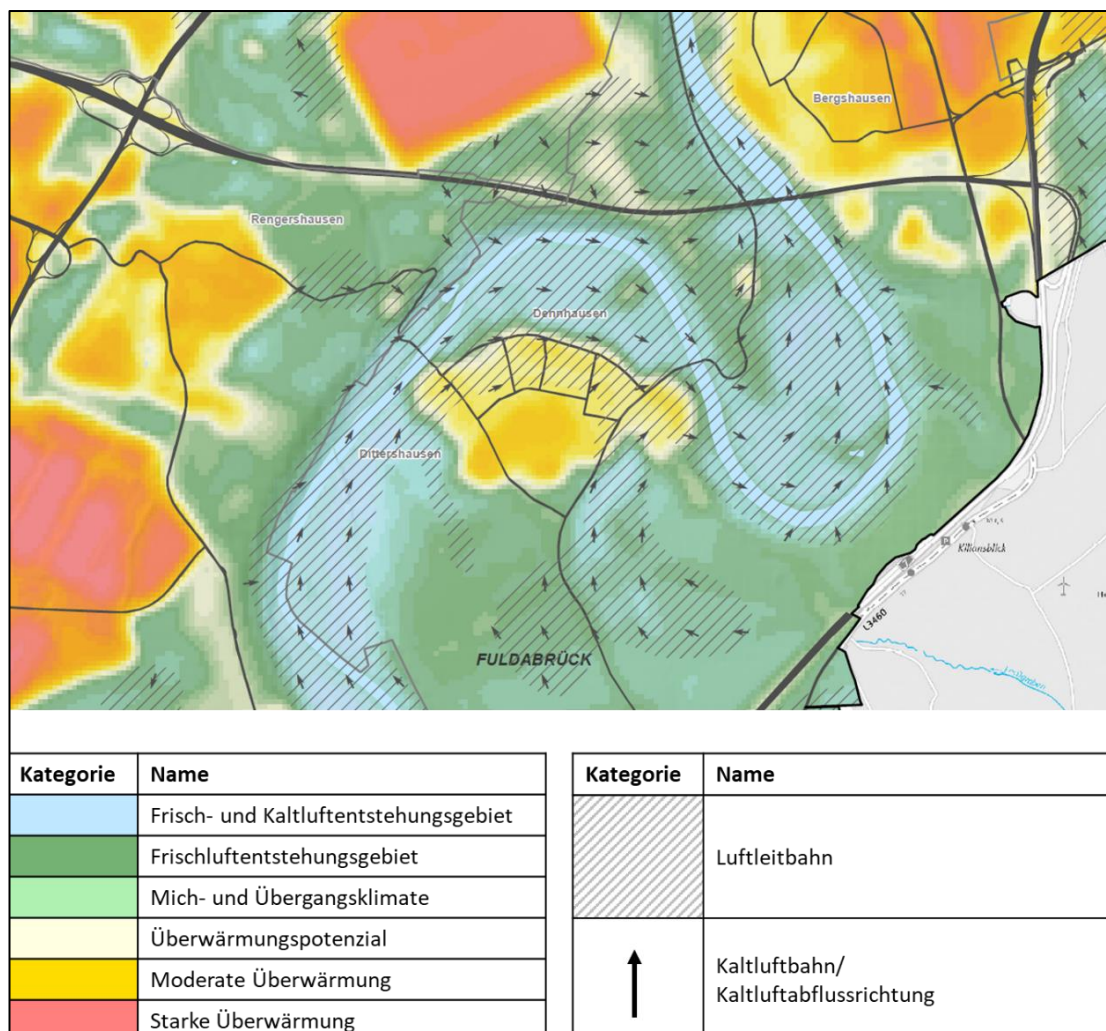 Bergshausen
Rengershausen
Dennhausen
Dittershausen
Kiliansblick
L3460
FULDABRÜCK
Kategorie Name
Frisch- und Kaltluftentstehungsgebiet
Frischluftentstehungsgebiet
Mich- und Übergangsklimate
Überwärmungspotenzial
Moderate Überwärmung
Starke Überwärmung
Kategorie Name
Luftleitbahn
Kaltluftbahn/
Kaltluftabflussrichtung